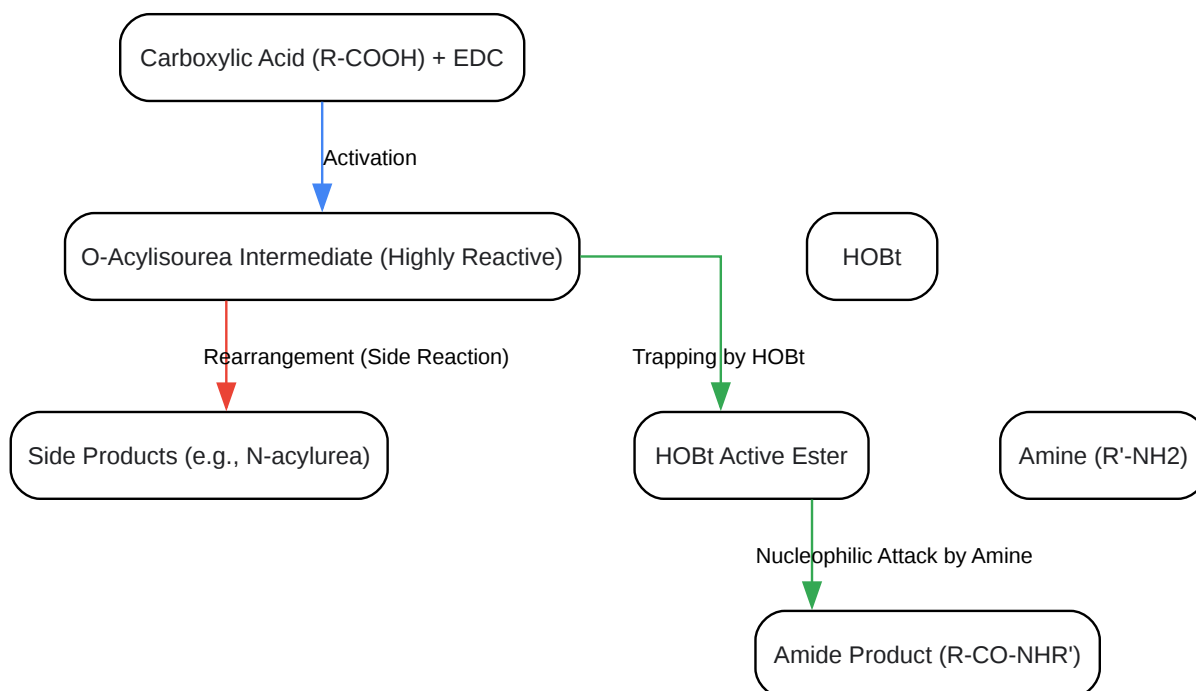 Carboxylic Acid (R-COOH) + EDC
Activation
O-Acylisourea Intermediate (Highly Reactive)
HOBt
Rearrangement (Side Reaction)
Trapping by HOBt
Side Products (e.g., N-acylurea)
HOBt Active Ester
Amine (R'-NH2)
Nucleophilic Attack by Amine
Amide Product (R-CO-NHR')